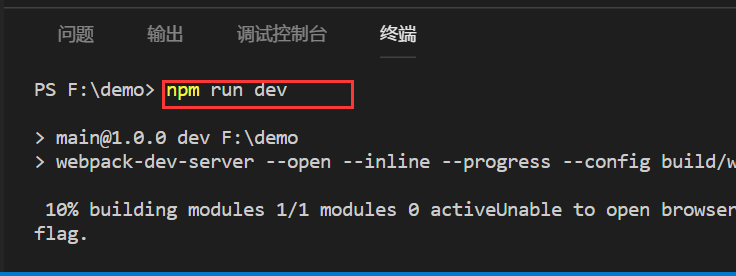 问题 输出 调试控制台 终端
PS F:\demo> npm run dev
> main@1.0.0 dev F:\demo
> webpack-dev-server --open --inline --progress --config build/w
10% building modules 1/1 modules 0 activeUnable to open browser
flag.